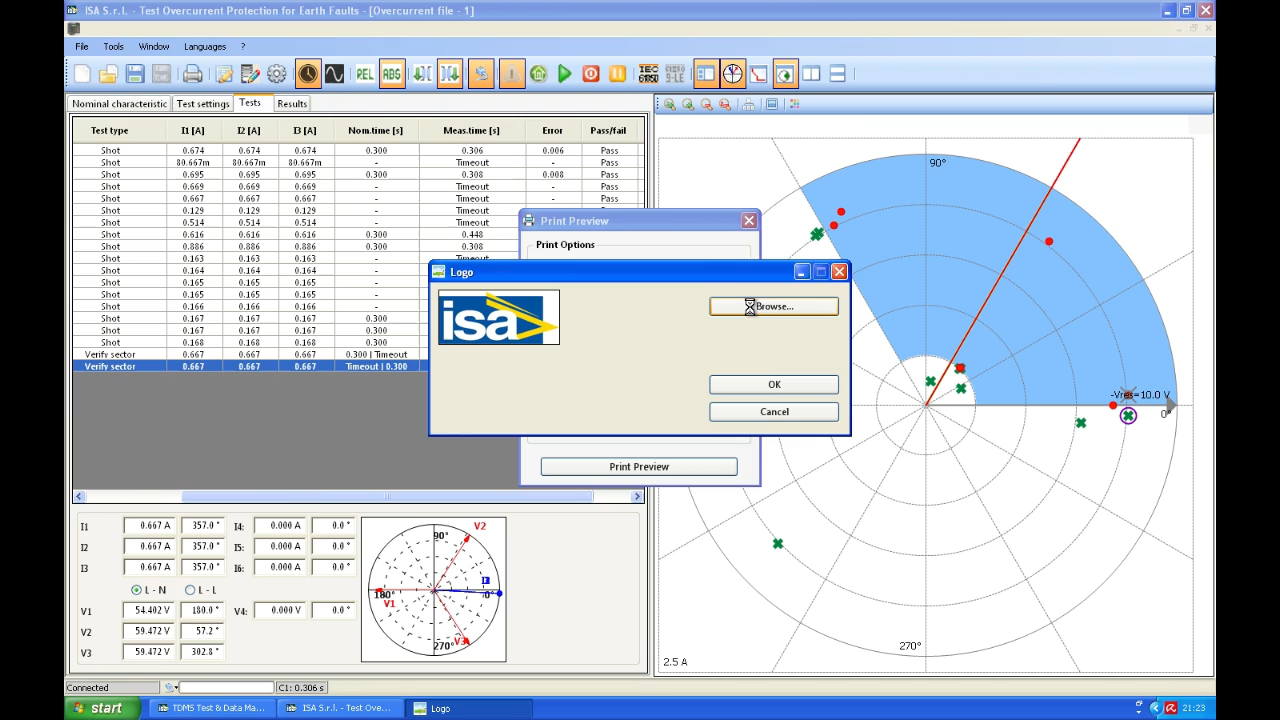 ISA S.r.L - Test Overcurrent Protection for Earth Faults - [Overcurrent file - 1]
File Tools Window Languages ?
REL ABS IEC 61850
Nominal characteristic Test settings Tests Results
Test type I1 [A] I2 [A] I3 [A] Nom.time [s] Meas.time [s] Error Pass/fail
Shot 0.674 0.674 0.674 0.300 0.306 0.006 Pass
Shot 80.667m 80.667m 80.667m - Timeout - Pass
Shot 0.695 0.695 0.695 0.300 0.308 0.008 Pass
Shot 0.669 0.669 0.669 - Timeout - Pass
Shot 0.667 0.667 0.667 - Timeout - Pass
Shot 0.129 0.129 0.129 - Timeout
Shot 0.514 0.514 0.514 - Timeout
Shot 0.616 0.616 0.616 0.300 0.448
Shot 0.886 0.886 0.886 0.300 0.308
Shot 0.163 0.163 0.163 - Timeout
Shot 0.164 0.164 0.164 -
Shot 0.165 0.165 0.165 -
Shot 0.165 0.165 0.165 -
Shot 0.166 0.166 0.166 -
Shot 0.167 0.167 0.167 0.300
Shot 0.167 0.167 0.167 0.300
Shot 0.168 0.168 0.168 0.300
Verify sector 0.667 0.667 0.667 0.300 | Timeout
Verify sector 0.667 0.667 0.667 Timeout | 0.300
Print Preview
Print Options
Logo
isa
Browse...
OK
Cancel
Print Preview
I1 0.667 A 357.0 ° I4: 0.000 A 0.0 °
I2 0.667 A 357.0 ° I5: 0.000 A 0.0 °
I3 0.667 A 357.0 ° I6: 0.000 A 0.0 °
L - N L - L
V1 54.402 V 180.0 ° V4: 0.000 V 0.0 °
V2 59.472 V 57.2 °
V3 59.472 V 302.8 °
90°
V2
180°
V1
0°
270°
V3
90°
-Vres=10.0 V
0°
270°
2.5 A
Connected C1: 0.306 s
start TDMS Test & Data Ma... ISA S.r.l. - Test Ove... Logo 21:23